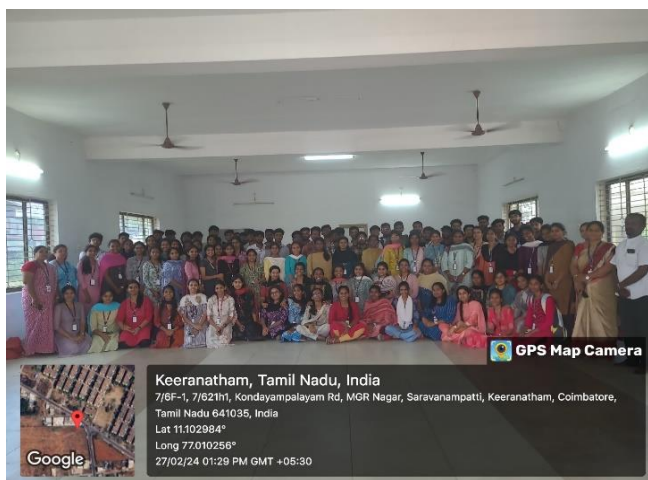 GPS Map Camera
Keeranatham, Tamil Nadu, India
7/6F-1, 7/621h1, Kondayampalayam Rd, MGR Nagar, Saravanampatti, Keeranatham, Coimbatore,
Tamil Nadu 641035, India
Lat 11.102984°
Long 77.010256°
27/02/24 01:29 PM GMT +05:30
Google